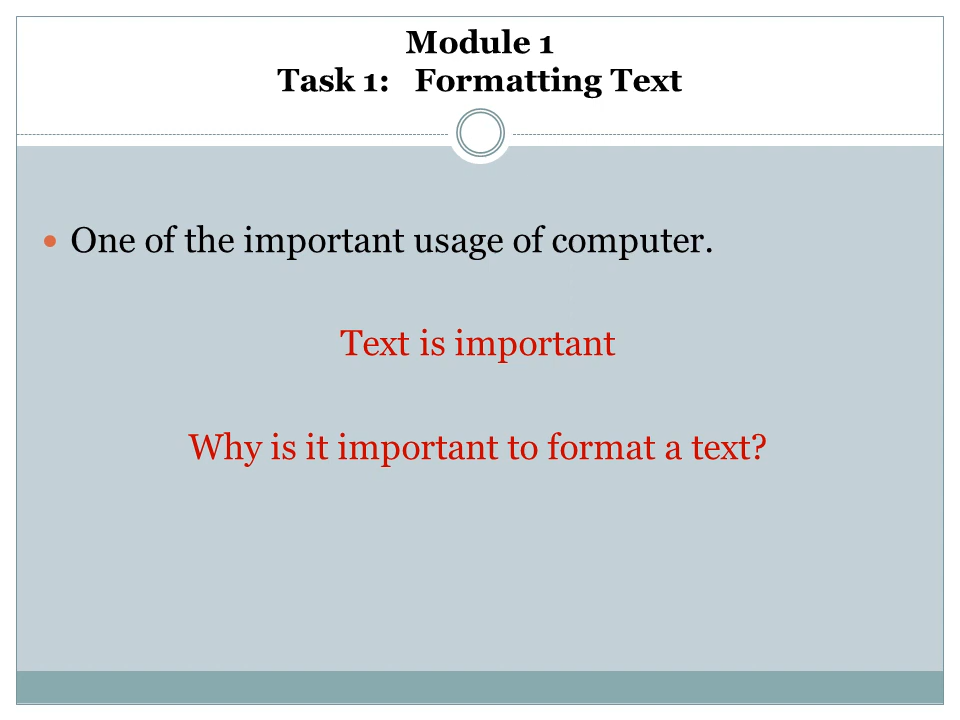 Module 1
Task 1: Formatting Text
One of the important usage of computer.
Text is important
Why is it important to format a text?